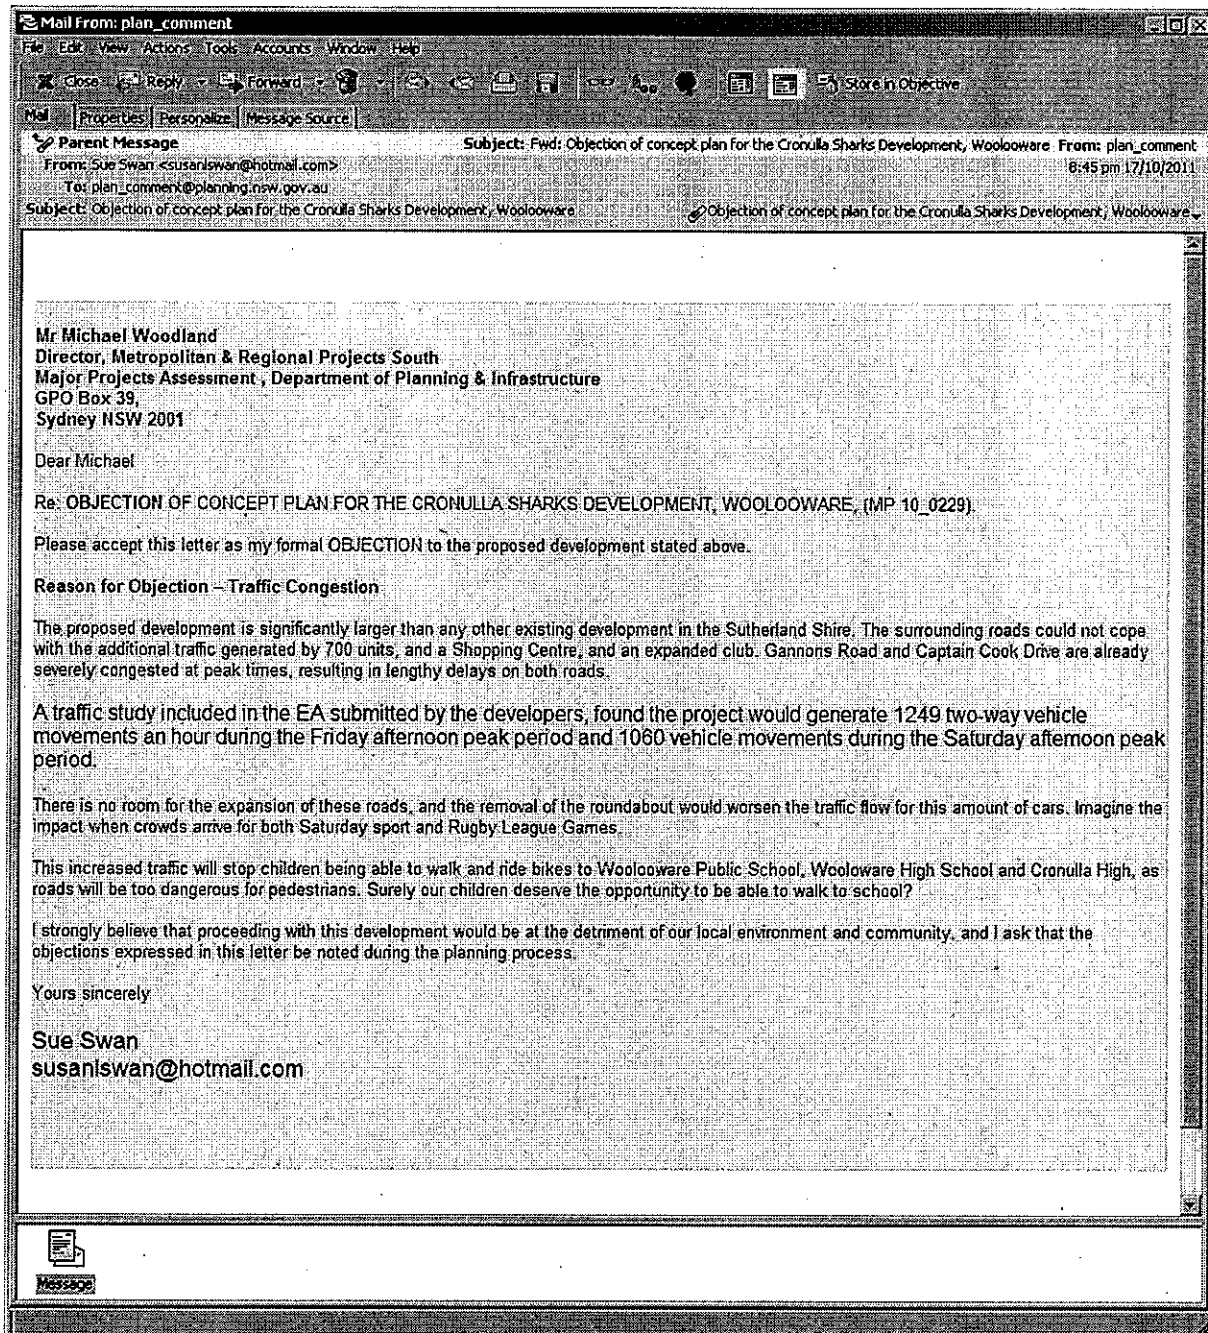 Mail From: plan_comment
File Edit View Actions Tools Accounts Window Help
Close Reply Forward Store in Objective
Mail Properties Personalize Message Source
Parent Message Subject: Fwd: Objection of concept plan for the Cronulla Sharks Development, Woolooware From: plan_comment
From: Sue Swan <susanlswan@hotmail.com> 8:45 pm 17/10/2011
To: plan_comment@planning.nsw.gov.au
Subject: Objection of concept plan for the Cronulla Sharks Development, Woolooware Objection of concept plan for the Cronulla Sharks Development, Woolooware
Mr Michael Woodland
Director, Metropolitan & Regional Projects South
Major Projects Assessment , Department of Planning & Infrastructure
GPO Box 39,
Sydney NSW 2001
Dear Michael
Re: OBJECTION OF CONCEPT PLAN FOR THE CRONULLA SHARKS DEVELOPMENT, WOOLOOWARE, (MP 10_0229).
Please accept this letter as my formal OBJECTION to the proposed development stated above.
Reason for Objection – Traffic Congestion
The proposed development is significantly larger than any other existing development in the Sutherland Shire. The surrounding roads could not cope
with the additional traffic generated by 700 units, and a Shopping Centre, and an expanded club. Gannons Road and Captain Cook Drive are already
severely congested at peak times, resulting in lengthy delays on both roads.
A traffic study included in the EA submitted by the developers, found the project would generate 1249 two-way vehicle
movements an hour during the Friday afternoon peak period and 1060 vehicle movements during the Saturday afternoon peak
period.
There is no room for the expansion of these roads, and the removal of the roundabout would worsen the traffic flow for this amount of cars. Imagine the
impact when crowds arrive for both Saturday sport and Rugby League Games.
This increased traffic will stop children being able to walk and ride bikes to Woolooware Public School, Wooloware High School and Cronulla High, as
roads will be too dangerous for pedestrians. Surely our children deserve the opportunity to be able to walk to school?
I strongly believe that proceeding with this development would be at the detriment of our local environment and community, and I ask that the
objections expressed in this letter be noted during the planning process.
Yours sincerely
Sue Swan
susanlswan@hotmail.com
Message